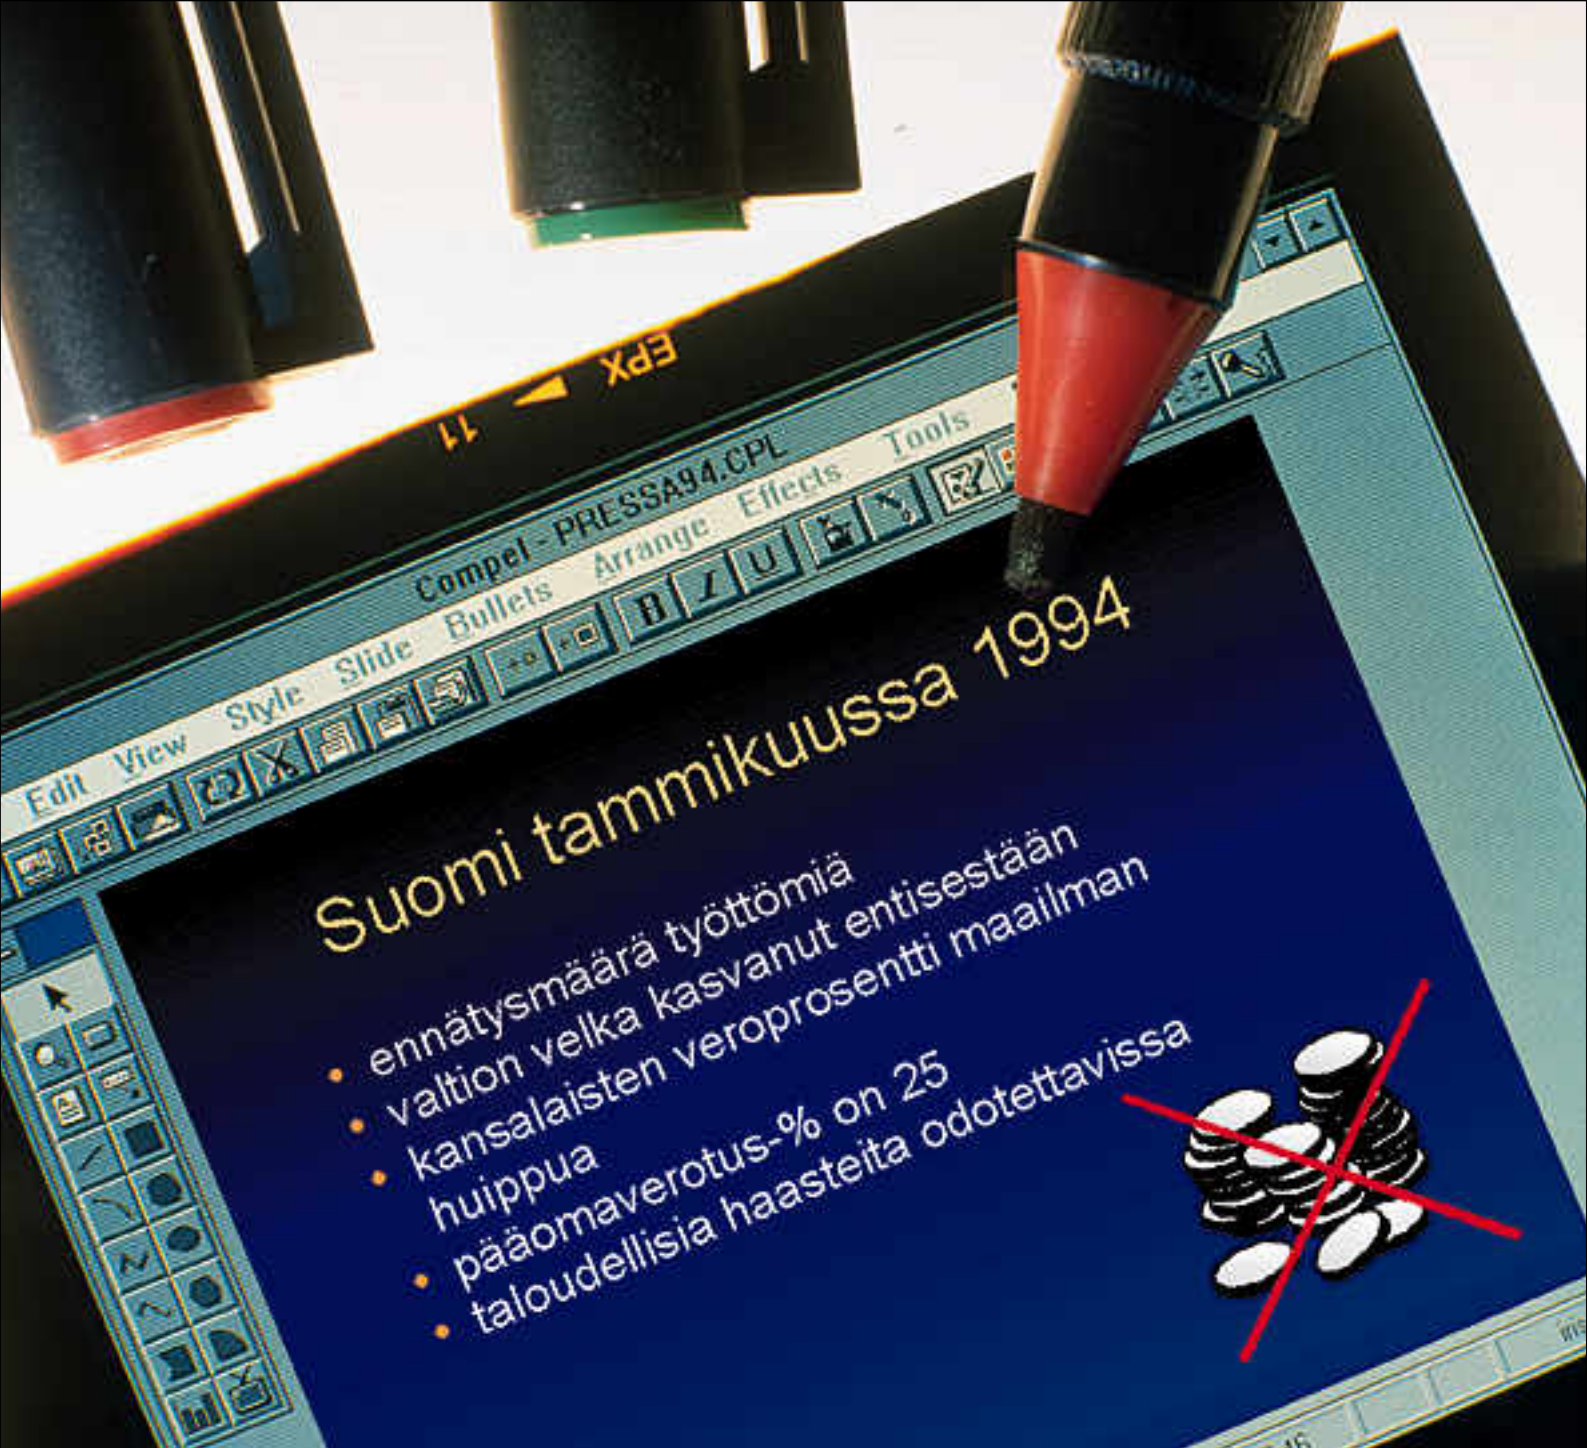 EPX
11
Compel - PRESSA94.CPL
Edit View Style Slide Bullets Arrange Effects Tools
B I U
Suomi tammikuussa 1994
• ennätysmäärä työttömiä
• valtion velka kasvanut entisestään
• kansalaisten veroprosentti maailman
huippua
• pääomaverotus-% on 25
• taloudellisia haasteita odotettavissa